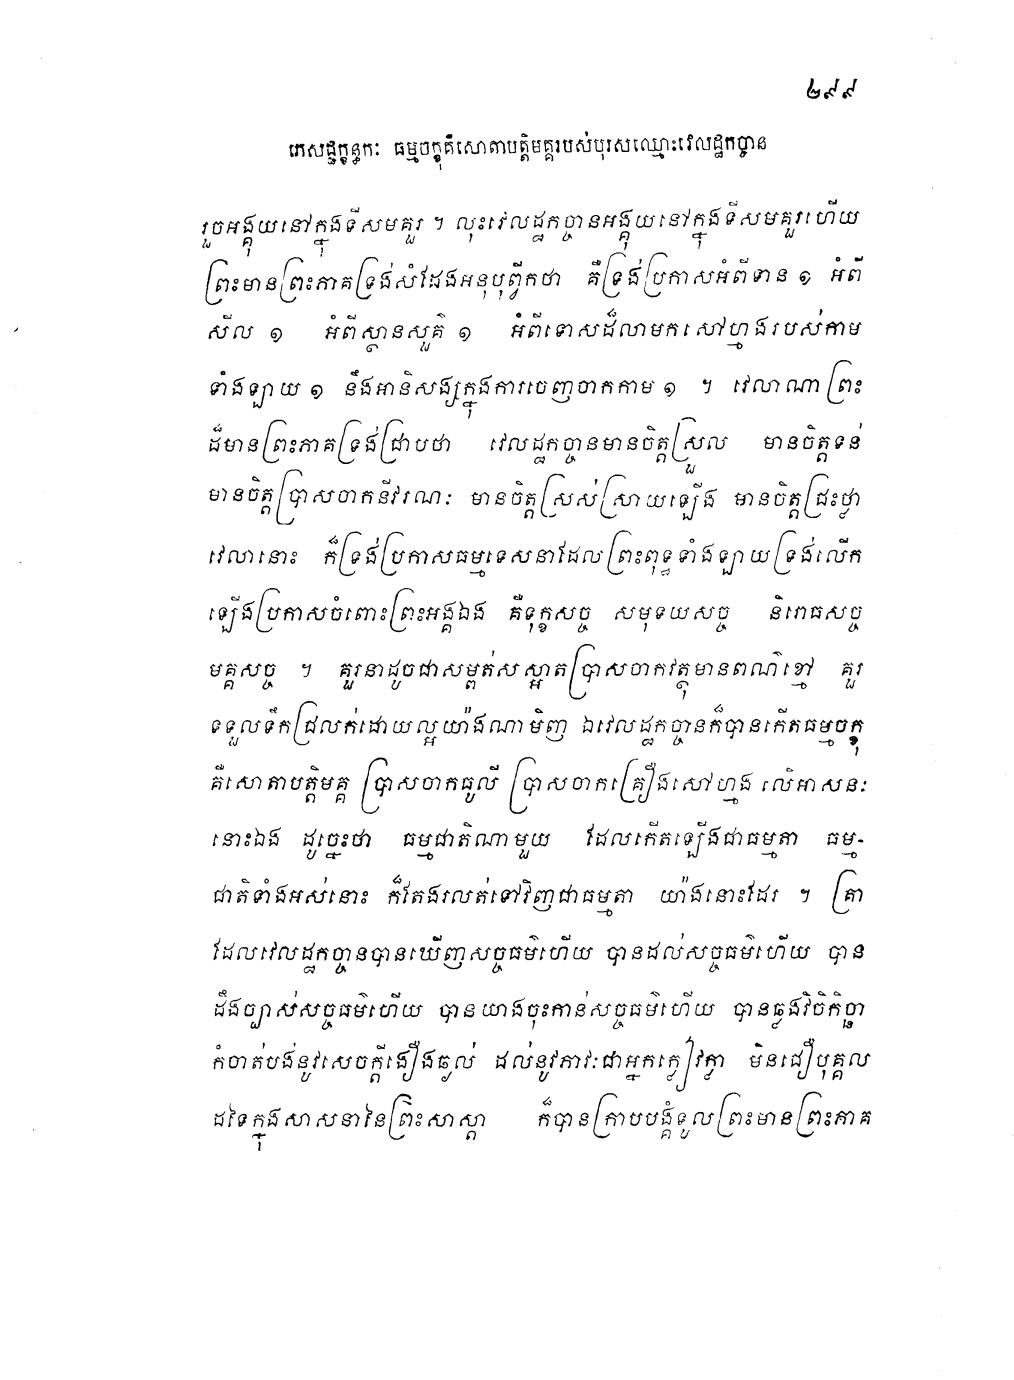 ២៩៩
ភេសជ្ជក្ខន្ធកៈ ធម្មចក្ខុគឺសោតាបត្តិមគ្គរបស់បុរសឈ្មោះវេលដ្ឋកច្ចាន
រួចអង្គុយនៅក្នុងទីសមគួរ ។ លុះវេលដ្ឋកច្ចានអង្គុយនៅក្នុងទីសមគួរហើយ
ព្រះមានព្រះភាគទ្រង់សំដែងអនុបុព្វីកថា គឺទ្រង់ប្រកាសអំពីទាន ១ អំពី
សីល ១ អំពីស្ថានសួគ៌ ១ អំពីទោសដ៏លាមកសៅហ្មងរបស់កាម
ទាំងឡាយ ១ នឹងអានិសង្សក្នុងការចេញចាកកាម ១ ។ វេលាណាព្រះ
ដ៏មានព្រះភាគទ្រង់ជ្រាបថា វេលដ្ឋកច្ចានមានចិត្តស្រួល មានចិត្តទន់
មានចិត្តប្រាសចាកនីវរណៈ មានចិត្តស្រស់ស្រាយឡើង មានចិត្តជ្រះថ្លា
វេលានោះ ក៏ទ្រង់ប្រកាសធម្មទេសនាដែលព្រះពុទ្ធទាំងឡាយទ្រង់លើក
ឡើងប្រកាសចំពោះព្រះអង្គឯង គឺទុក្ខសច្ច សមុទយសច្ច និរោធសច្ច
មគ្គសច្ច ។ គួរនាដូចជាសម្ពត់សស្អាតប្រាសចាកវត្ថុមានពណ៌ខ្មៅ គួរ
ទទួលទឹកជ្រលក់ដោយល្អយ៉ាងណាមិញ ឯវេលដ្ឋកច្ចានក៏បានកើតធម្មចក្ខុ
គឺសោតាបត្តិមគ្គ ប្រាសចាកធូលី ប្រាសចាកគ្រឿងសៅហ្មង លើអាសនៈ
នោះឯង ដូច្នេះថា ធម្មជាតិណាមួយ ដែលកើតឡើងជាធម្មតា ធម្ម-
ជាតិទាំងអស់នោះ ក៏តែងរលត់ទៅវិញជាធម្មតា យ៉ាងនោះដែរ ។ គ្រា
ដែលវេលដ្ឋកច្ចានបានឃើញសច្ចធម៌ហើយ បានដល់សច្ចធម៌ហើយ បាន
ដឹងច្បាស់សច្ចធម៌ហើយ បានយាងចុះកាន់សច្ចធម៌ហើយ បានឆ្លងវិចិកិច្ឆា
កំចាត់បង់នូវសេចក្តីងឿងឆ្ងល់ ដល់នូវភាវៈជាអ្នកក្លៀវក្លា មិនជឿបុគ្គល
ដទៃក្នុងសាសនានៃព្រះសាស្តា ក៏បានក្រាបបង្គំទូលព្រះមានព្រះភាគ